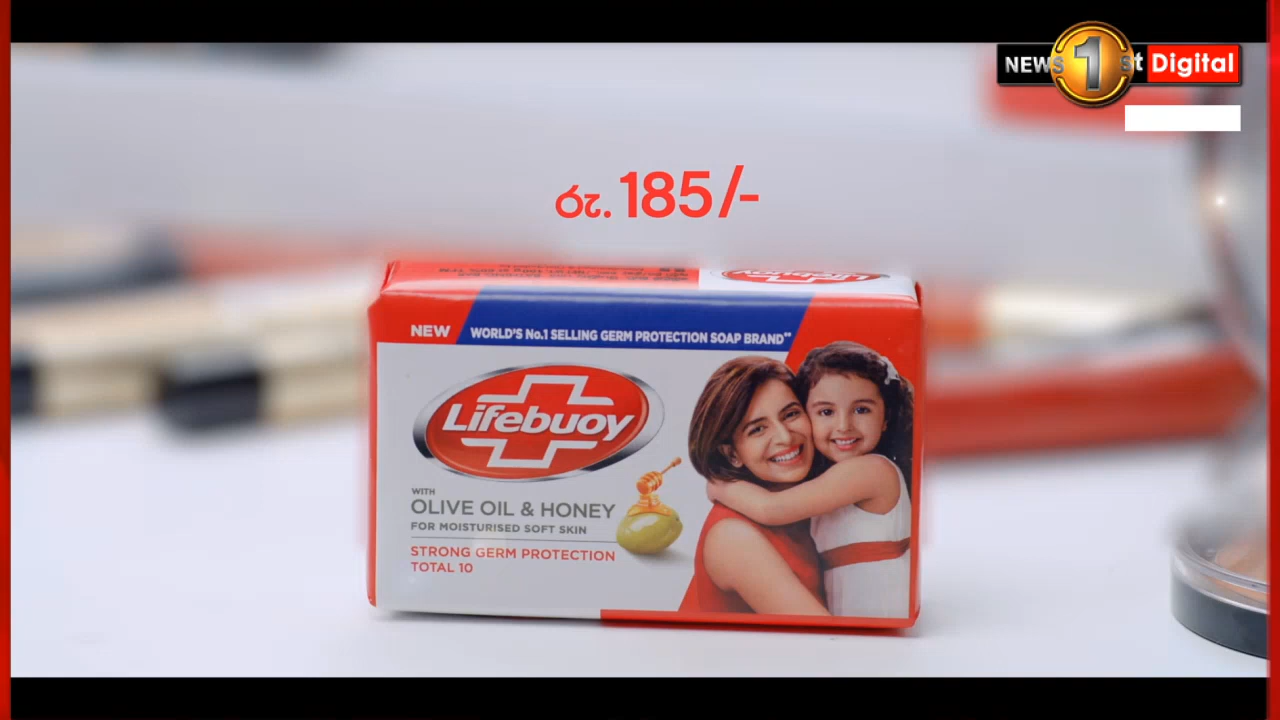 NEWS 1st Digital
රු. 185/-
NEW WORLD'S No.1 SELLING GERM PROTECTION SOAP BRAND**
Lifebuoy
WITH
OLIVE OIL & HONEY
FOR MOISTURISED SOFT SKIN
STRONG GERM PROTECTION
TOTAL 10